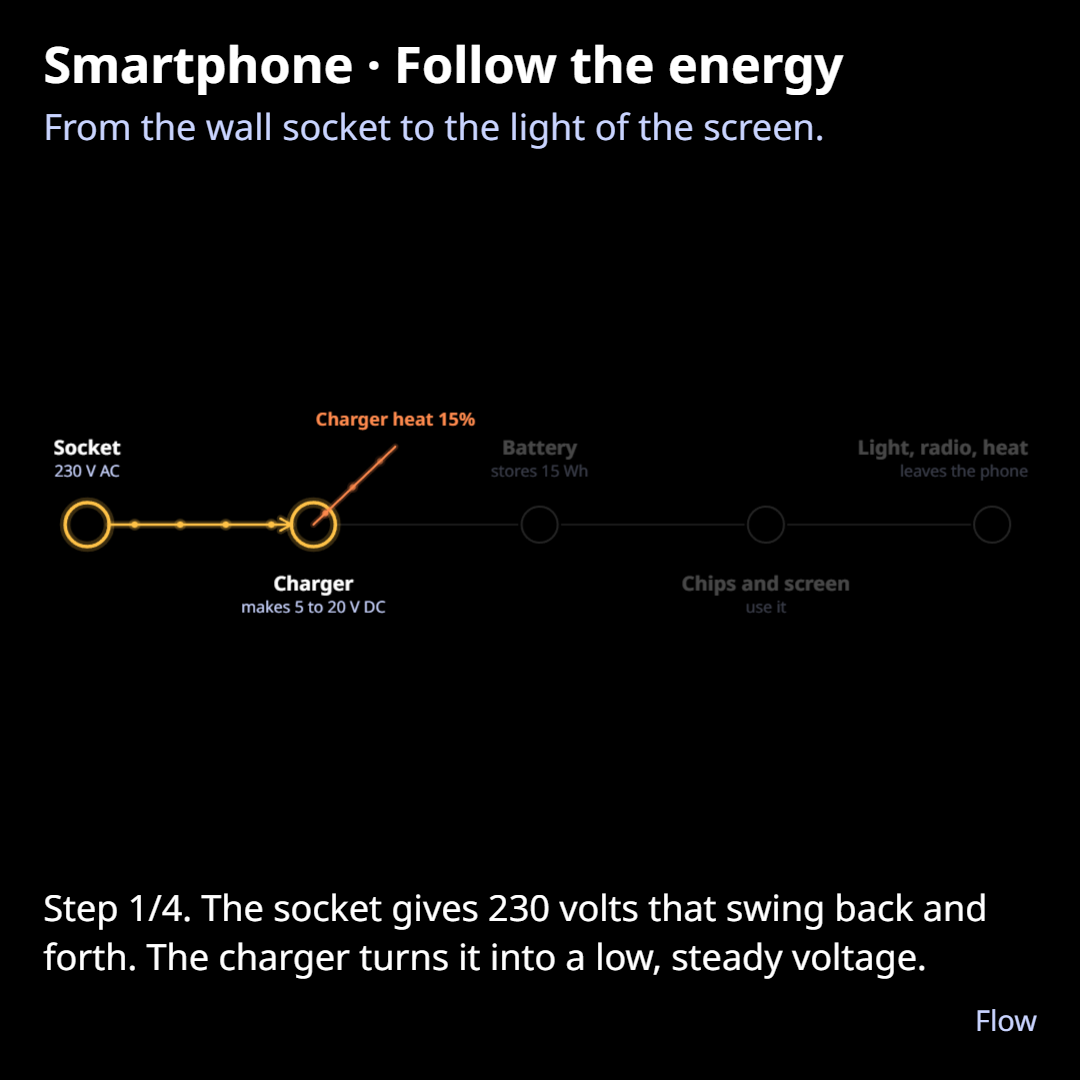 Smartphone · Follow the energy
From the wall socket to the light of the screen.
Charger heat 15%
Socket
230 V AC
Battery
stores 15 Wh
Light, radio, heat
leaves the phone
Charger
makes 5 to 20 V DC
Chips and screen
use it
Step 1/4. The socket gives 230 volts that swing back and
forth. The charger turns it into a low, steady voltage.
Flow